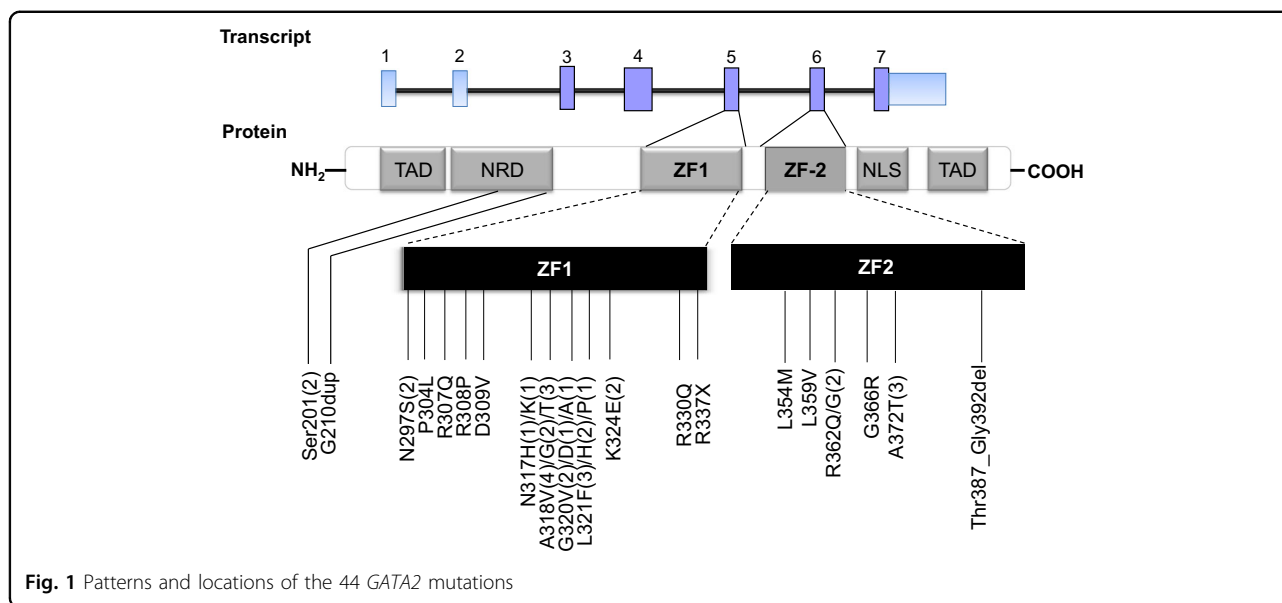 Transcript
1 2 3 4 5 6 7
Protein
NH2 TAD NRD ZF1 ZF-2 NLS TAD COOH
ZF1 ZF2
Ser201(2)
G210dup
N297S(2)
P304L
R307Q
R308P
D309V
N317H(1)/K(1)
A318V(4)/G(2)/T(3)
G320V(2)/D(1)/A(1)
L321F(3)/H(2)/P(1)
K324E(2)
R330Q
R337X
L354M
L359V
R362Q/G(2)
G366R
A372T(3)
Thr387_Gly392del
Fig. 1 Patterns and locations of the 44 GATA2 mutations